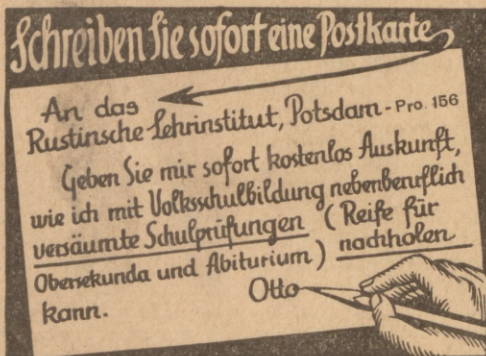 Schreiben Sie sofort eine Postkarte
An das
Rustinsche Lehrinstitut, Potsdam - Pro. 156
Geben Sie mir sofort kostenlos Auskunft,
wie ich mit Volksschulbildung nebenberuflich
versäumte Schulprüfungen (Reife für
Obersekunda und Abiturium) nachholen
kann.
Otto